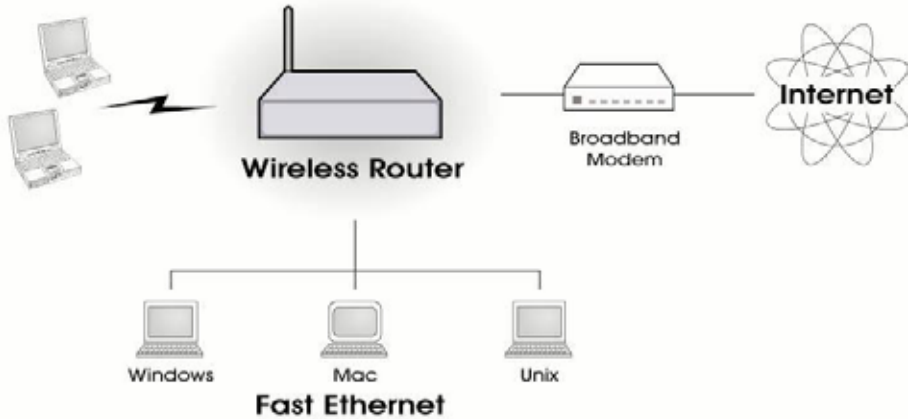 Internet
Broadband
Modem
Wireless Router
Windows
Mac
Unix
Fast Ethernet